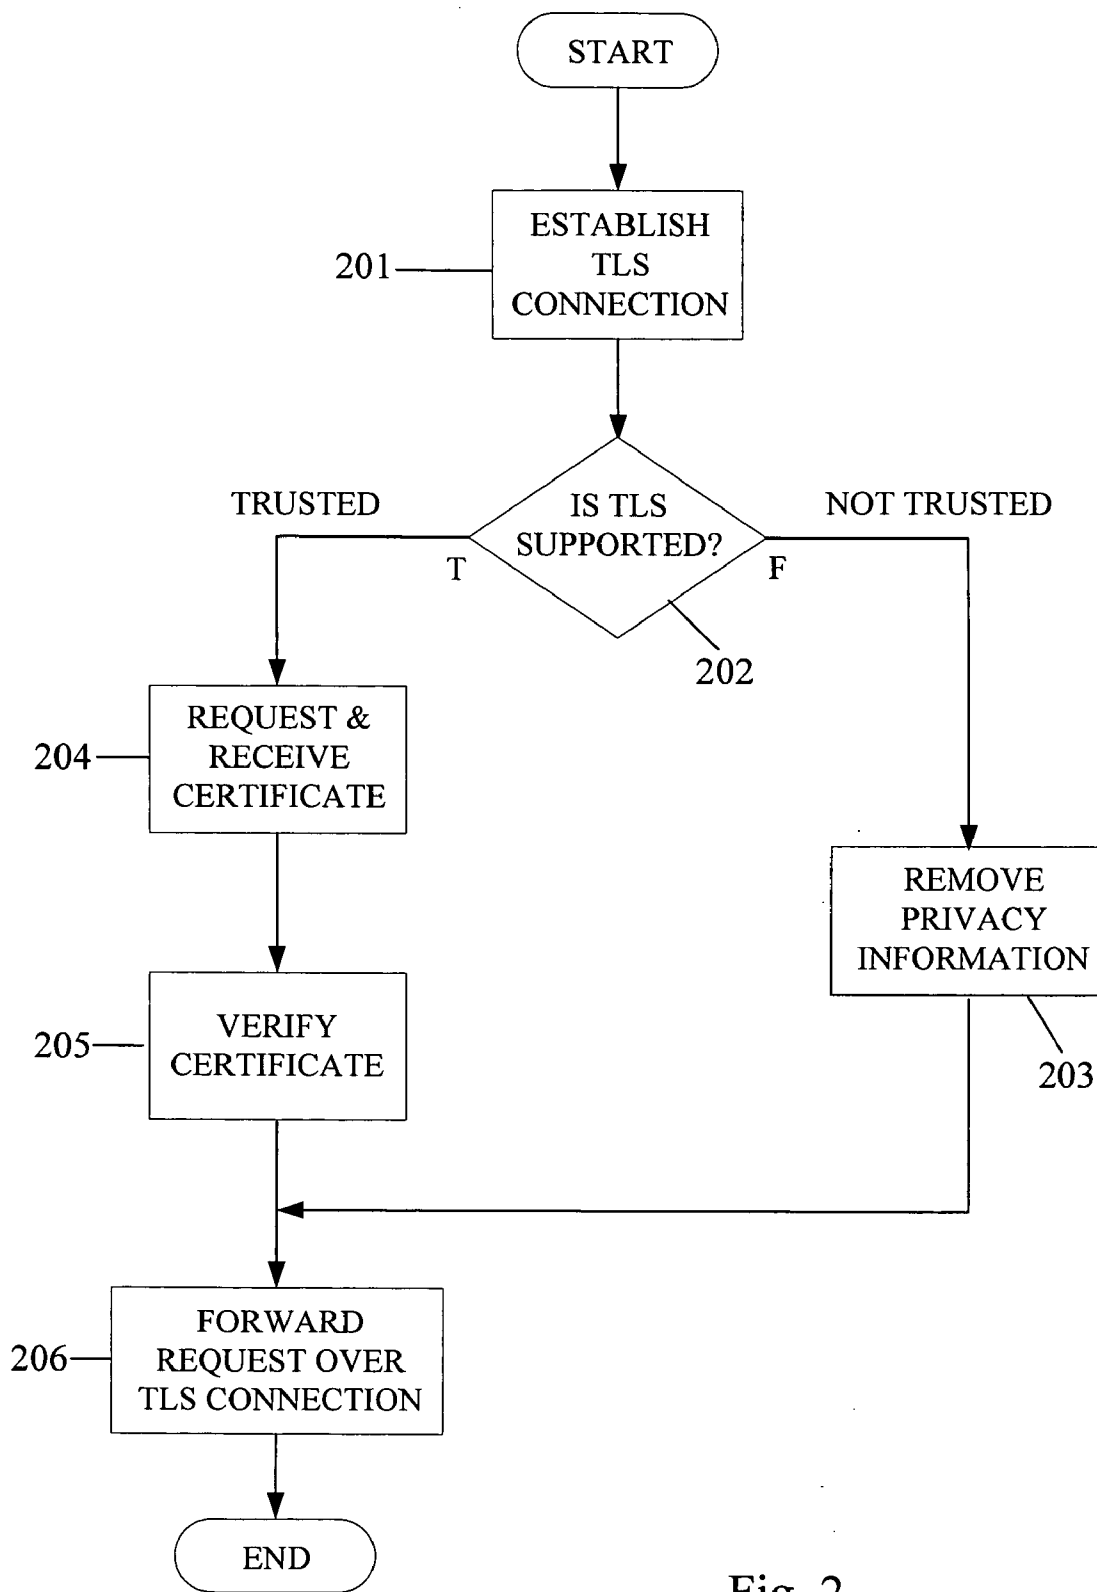 START
ESTABLISH
TLS
CONNECTION
201
TRUSTED
IS TLS
SUPPORTED?
NOT TRUSTED
T
F
202
REQUEST &
RECEIVE
CERTIFICATE
204
REMOVE
PRIVACY
INFORMATION
203
VERIFY
CERTIFICATE
205
FORWARD
REQUEST OVER
TLS CONNECTION
206
END
Fig. 2